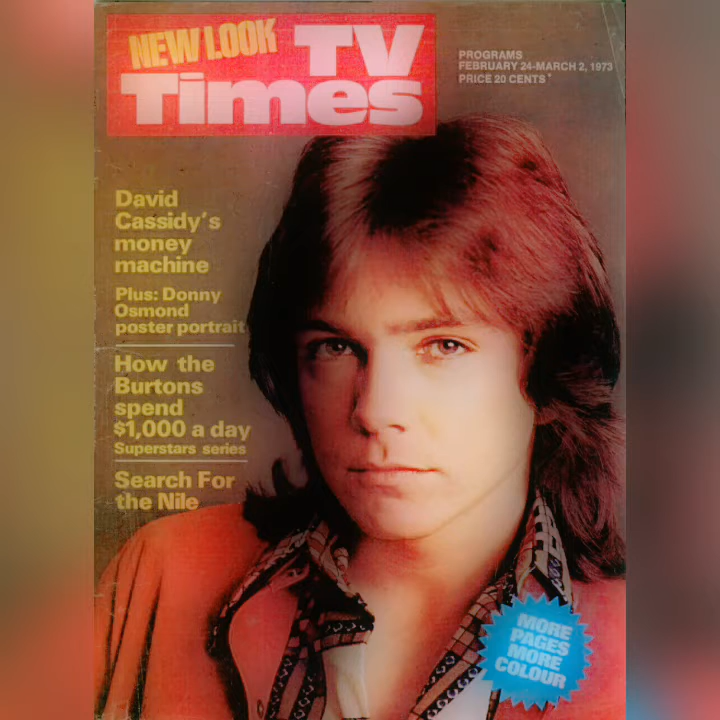 NEW LOOK TV
Times
PROGRAMS
FEBRUARY 24-MARCH 2, 1973
PRICE 20 CENTS*
David
Cassidy's
money
machine
Plus: Donny
Osmond
poster portrait
How the
Burtons
spend
$1,000 a day
Superstars series
Search For
the Nile
MORE
PAGES
MORE
COLOUR